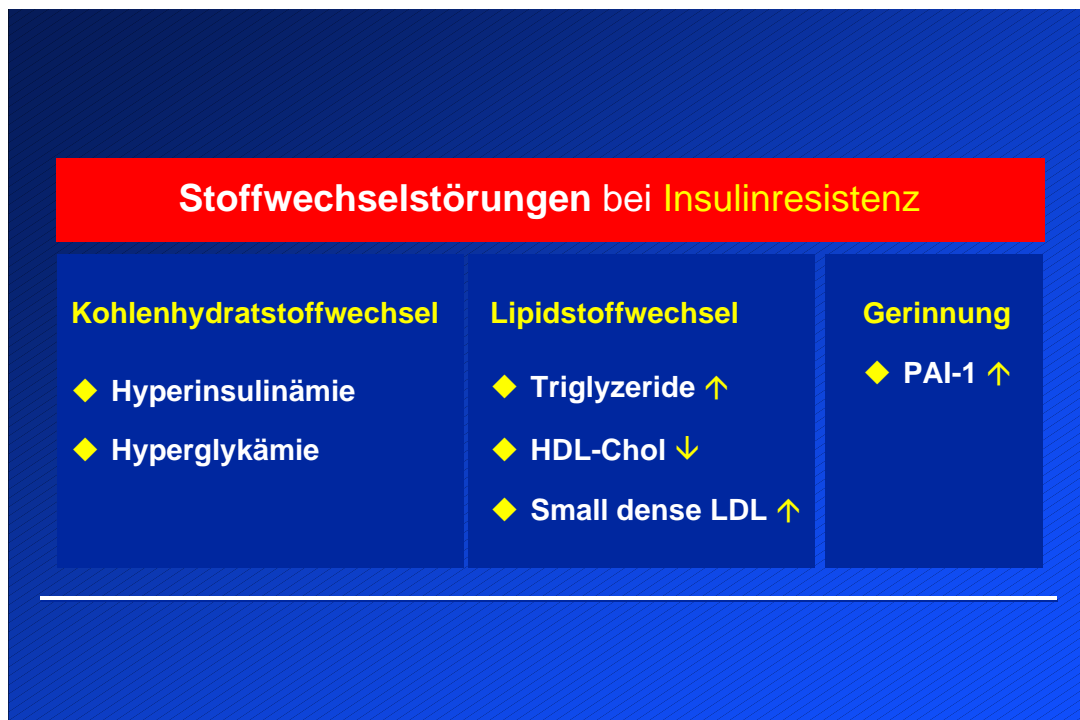 Stoffwechselstörungen bei Insulinresistenz
Kohlenhydratstoffwechsel
◆ Hyperinsulinämie
◆ Hyperglykämie
Lipidstoffwechsel
◆ Triglyzeride ↑
◆ HDL-Chol ↓
◆ Small dense LDL ↑
Gerinnung
◆ PAI-1 ↑